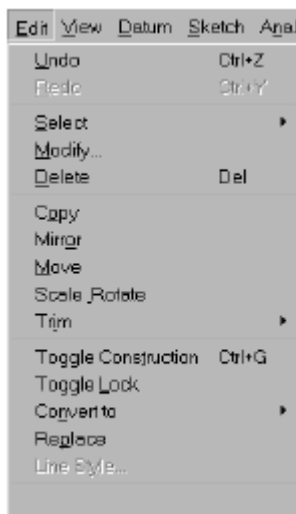 Edit View Datum Sketch Anal
Undo Ctrl+Z
Redo Ctrl+Y
Select
Modify...
Delete Del
Copy
Mirror
Move
Scale Rotate
Trim
Toggle Construction Ctrl+G
Toggle Lock
Convert to
Replace
Line Style...